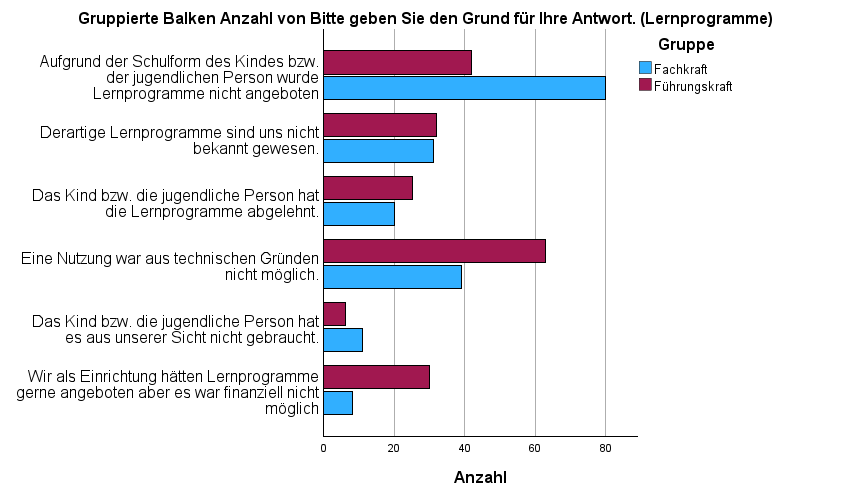 Gruppierte Balken Anzahl von Bitte geben Sie den Grund für Ihre Antwort. (Lernprogramme)
Gruppe
Fachkraft
Führungskraft
Aufgrund der Schulform des Kindes bzw.
der jugendlichen Person wurde
Lernprogramme nicht angeboten
Derartige Lernprogramme sind uns nicht
bekannt gewesen.
Das Kind bzw. die jugendliche Person hat
die Lernprogramme abgelehnt.
Eine Nutzung war aus technischen Gründen
nicht möglich.
Das Kind bzw. die jugendliche Person hat
es aus unserer Sicht nicht gebraucht.
Wir als Einrichtung hätten Lernprogramme
gerne angeboten aber es war finanziell nicht
möglich
0 20 40 60 80
Anzahl